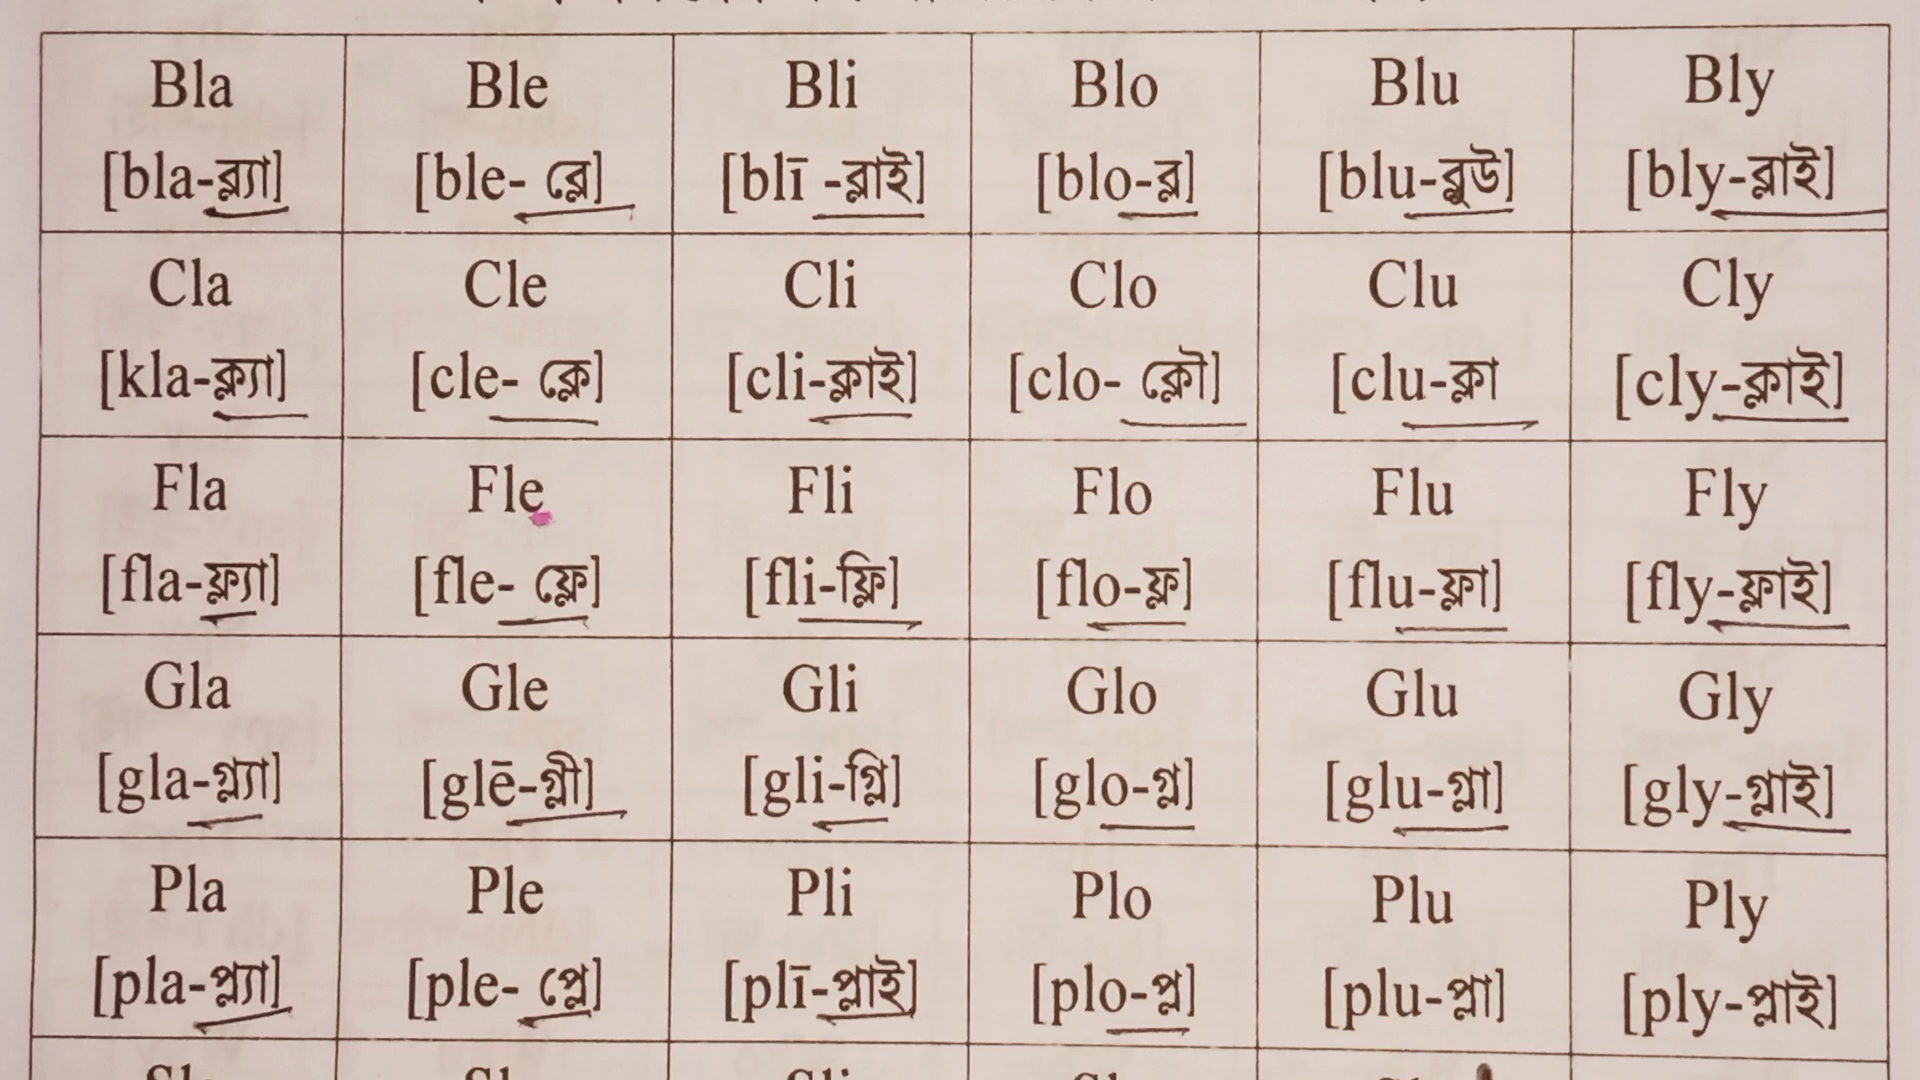 Bla Ble Bli Blo Blu Bly
[bla-ব্ল্যা] [ble- ব্লে] [blī -ব্লাই] [blo-ব্ল] [blu-ব্লুউ] [bly-ব্লাই]
Cla Cle Cli Clo Clu Cly
[kla-ক্ল্যা] [cle- ক্লে] [cli-ক্লাই] [clo- ক্লৌ] [clu-ক্লা [cly-ক্লাই]
Fla Fle Fli Flo Flu Fly
[fla-ফ্ল্যা] [fle- ফ্লে] [fli-ফ্লি] [flo-ফ্ল] [flu-ফ্লা] [fly-ফ্লাই]
Gla Gle Gli Glo Glu Gly
[gla-গ্ল্যা] [glē-গ্লী] [gli-গ্লি] [glo-গ্ল] [glu-গ্লা] [gly-গ্লাই]
Pla Ple Pli Plo Plu Ply
[pla-প্ল্যা] [ple- প্লে] [plī-প্লাই] [plo-প্ল] [plu-প্লা] [ply-প্লাই]